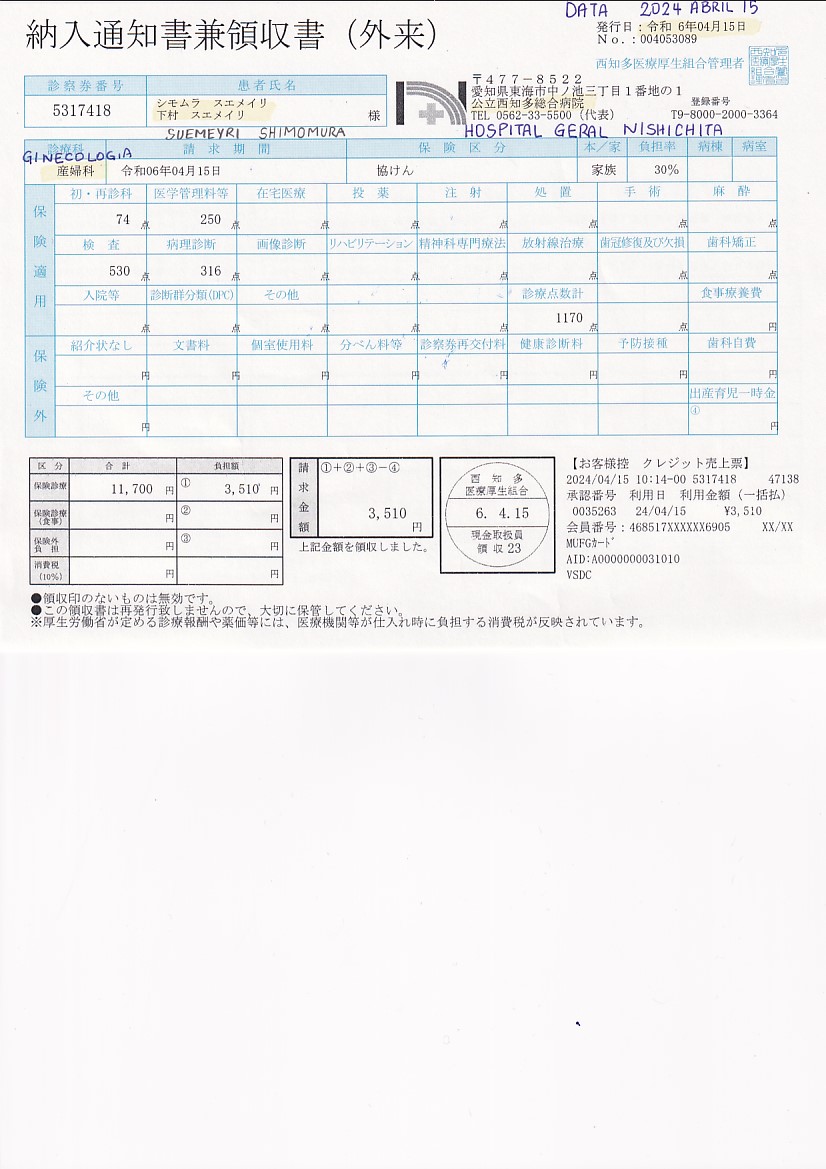 DATA 2024 ABRIL 15
納入通知書兼領収書（外来）
発行日：令和 6年04月15日
No.：004053089
西知多医療厚生組合管理者
診察券番号 患者氏名
5317418 シモムラ スエメイリ
下村 スエメイリ 様
SUEMEYRI SHIMOMURA
〒477－8522
愛知県東海市中ノ池三丁目１番地の１
公立西知多総合病院 登録番号
TEL 0562-33-5500（代表） T9-8000-2000-3364
HOSPITAL GERAL NISHICHITA
GINECOLOGIA
診療科 請求期間 保険区分 本／家 負担率 病棟 病室
産婦科 令和06年04月15日 協けん 家族 30%
保険適用
初・再診料 医学管理料等 在宅医療 投薬 注射 処置 手術 麻酔
74 点 250 点 点 点 点 点 点 点
検査 病理診断 画像診断 リハビリテーション 精神科専門療法 放射線治療 歯冠修復及び欠損 歯科矯正
530 点 316 点 点 点 点 点 点 点
入院等 診断群分類(DPC) その他 診療点数計 食事療養費
点 点 点 1170 点 円
保険外
紹介状なし 文書料 個室使用料 分べん料等 診察券再交付料 健康診断料 予防接種 歯科自費
円 円 円 円 円 円 円 円
その他 出産育児一時金
円 ④ 円
区分 合計 負担額
保険診療 11,700 円 ① 3,510 円
保険診療（食事） 円 ② 円
保険外負担 円 ③ 円
消費税（10%） 円 円
請求金額 ①＋②＋③－④
3,510 円
上記金額を領収しました。
西知多
医療厚生組合
6. 4.15
現金取扱員
領収23
【お客様控 クレジット売上票】
2024/04/15 10:14-00 5317418 47138
承認番号 利用日 利用金額（一括払）
0035263 24/04/15 ¥3,510
会員番号：468517XXXXXX6905 XX/XX
MUFGカード
AID:A0000000031010
VSDC
●領収印のないものは無効です。
●この領収書は再発行致しませんので、大切に保管してください。
※厚生労働省が定める診療報酬や薬価等には、医療機関等が仕入れ時に負担する消費税が反映されています。